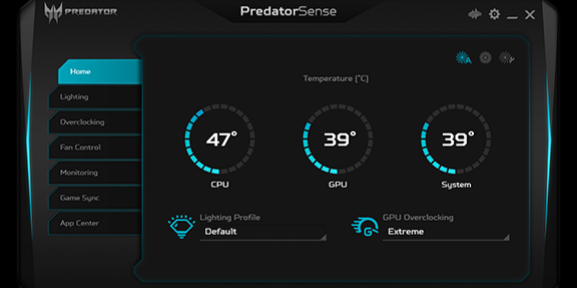 PREDATOR
PredatorSense
Home
Lighting
Overclocking
Fan Control
Monitoring
Game Sync
App Center
Temperature (°C)
47°
39°
39°
CPU
GPU
System
Lighting Profile
Default
GPU Overclocking
Extreme